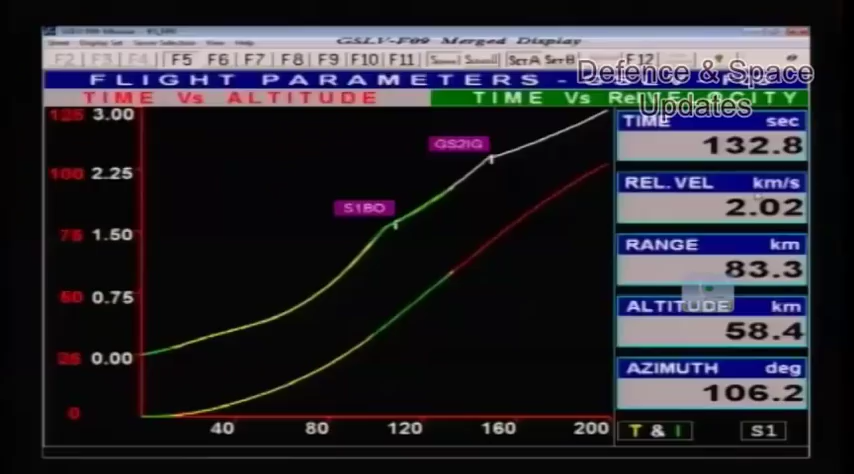 GSLV-F09 Merged Display
F2 F3 F4 F5 F6 F7 F8 F9 F10 F11 SET A SET B F12
FLIGHT PARAMETERS -
Defence & Space
Updates
TIME Vs ALTITUDE
TIME Vs
125 3.00
100 2.25
75 1.50
50 0.75
25 0.00
0
40 80 120 160 200
GS2IG
S1BO
TIME sec
132.8
REL.VEL km/s
2.02
RANGE km
83.3
ALTITUDE km
58.4
AZIMUTH deg
106.2
T & I S1